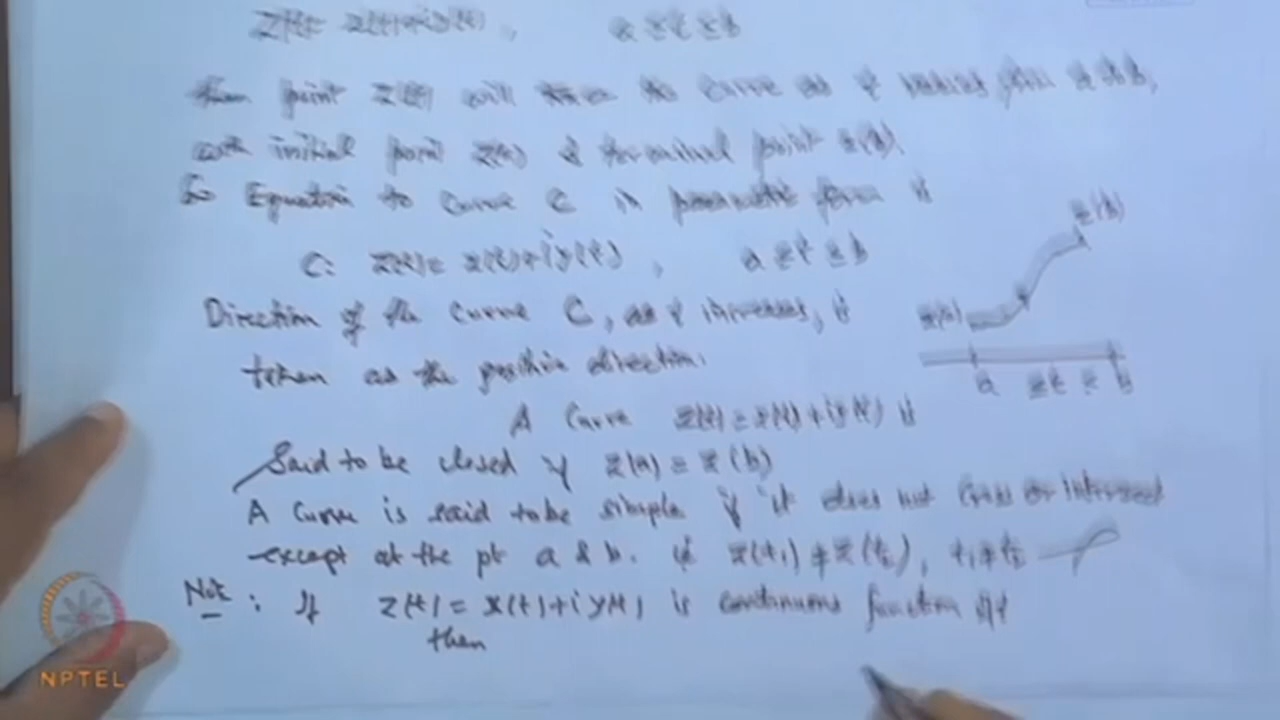 z(t) = x(t)+iy(t), a ≤ t ≤ b
then point z(t) will trace the curve as t varies from a to b,
with initial point z(a) & terminal point z(b).
So Equation to curve C in parametric form is
C: z(t) = x(t)+iy(t), a ≤ t ≤ b
z(b)
z(a)
a ≤ t ≤ b
Direction of the curve C, as t increases, is
taken as the positive direction.
A Curve z(t) = x(t)+iy(t) is
Said to be closed if z(a) = z(b)
A Curve is said to be simple if it does not cross or intersect
except at the pt a & b. if z(t₁) ≠ z(t₂), t₁≠t₂
Note: If z(t) = x(t)+iy(t) is continuous function of t
then
NPTEL